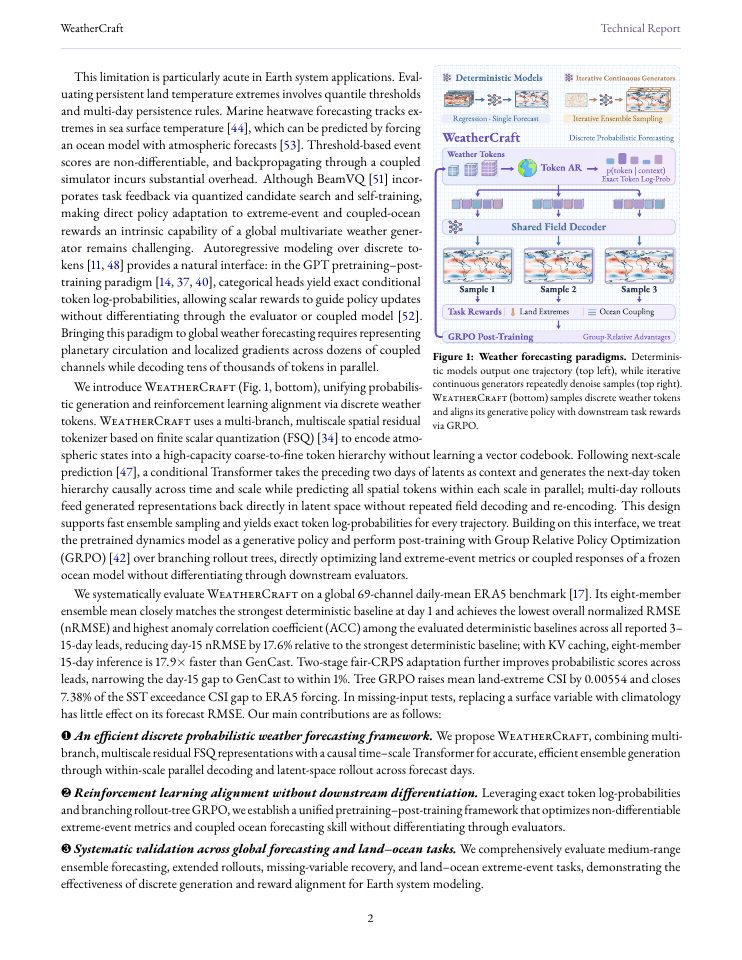 WeatherCraft
Technical Report
This limitation is particularly acute in Earth system applications. Eval-
uating persistent land temperature extremes involves quantile thresholds
and multi-day persistence rules. Marine heatwave forecasting tracks ex-
tremes in sea surface temperature [44], which can be predicted by forcing
an ocean model with atmospheric forecasts [53]. Threshold-based event
scores are non-differentiable, and backpropagating through a coupled
simulator incurs substantial overhead. Although BeamVQ [51] incor-
porates task feedback via quantized candidate search and self-training,
making direct policy adaptation to extreme-event and coupled-ocean
rewards an intrinsic capability of a global multivariate weather gener-
ator remains challenging. Autoregressive modeling over discrete to-
kens [11, 48] provides a natural interface: in the GPT pretraining–post-
training paradigm [14, 37, 40], categorical heads yield exact conditional
token log-probabilities, allowing scalar rewards to guide policy updates
without differentiating through the evaluator or coupled model [52].
Bringing this paradigm to global weather forecasting requires representing
planetary circulation and localized gradients across dozens of coupled
channels while decoding tens of thousands of tokens in parallel.
We introduce WEATHERCRAFT (Fig. 1, bottom), unifying probabilis-
tic generation and reinforcement learning alignment via discrete weather
tokens. WEATHERCRAFT uses a multi-branch, multiscale spatial residual
tokenizer based on finite scalar quantization (FSQ) [34] to encode atmo-
Deterministic Models
Iterative Continuous Generators
Regression · Single Forecast
Iterative Ensemble Sampling
WeatherCraft
Discrete Probabilistic Forecasting
Weather Tokens
Token AR
p(token | context)
Exact Token Log-Prob
Shared Field Decoder
Sample 1
Sample 2
Sample 3
Task Rewards
Land Extremes
Ocean Coupling
GRPO Post-Training
Group-Relative Advantages
Figure 1: Weather forecasting paradigms. Determinis-
tic models output one trajectory (top left), while iterative
continuous generators repeatedly denoise samples (top right).
WEATHERCRAFT (bottom) samples discrete weather tokens
and aligns its generative policy with downstream task rewards
via GRPO.
spheric states into a high-capacity coarse-to-fine token hierarchy without learning a vector codebook. Following next-scale
prediction [47], a conditional Transformer takes the preceding two days of latents as context and generates the next-day token
hierarchy causally across time and scale while predicting all spatial tokens within each scale in parallel; multi-day rollouts
feed generated representations back directly in latent space without repeated field decoding and re-encoding. This design
supports fast ensemble sampling and yields exact token log-probabilities for every trajectory. Building on this interface, we treat
the pretrained dynamics model as a generative policy and perform post-training with Group Relative Policy Optimization
(GRPO) [42] over branching rollout trees, directly optimizing land extreme-event metrics or coupled responses of a frozen
ocean model without differentiating through downstream evaluators.
We systematically evaluate WEATHERCRAFT on a global 69-channel daily-mean ERA5 benchmark [17]. Its eight-member
ensemble mean closely matches the strongest deterministic baseline at day 1 and achieves the lowest overall normalized RMSE
(nRMSE) and highest anomaly correlation coefficient (ACC) among the evaluated deterministic baselines across all reported 3–
15-day leads, reducing day-15 nRMSE by 17.6% relative to the strongest deterministic baseline; with KV caching, eight-member
15-day inference is 17.9× faster than GenCast. Two-stage fair-CRPS adaptation further improves probabilistic scores across
leads, narrowing the day-15 gap to GenCast to within 1%. Tree GRPO raises mean land-extreme CSI by 0.00554 and closes
7.38% of the SST exceedance CSI gap to ERA5 forcing. In missing-input tests, replacing a surface variable with climatology
has little effect on its forecast RMSE. Our main contributions are as follows:
❶ An efficient discrete probabilistic weather forecasting framework. We propose WEATHERCRAFT, combining multi-
branch, multiscale residual FSQ representations with a causal time–scale Transformer for accurate, efficient ensemble generation
through within-scale parallel decoding and latent-space rollout across forecast days.
❷ Reinforcement learning alignment without downstream differentiation. Leveraging exact token log-probabilities
and branching rollout-tree GRPO, we establish a unified pretraining–post-training framework that optimizes non-differentiable
extreme-event metrics and coupled ocean forecasting skill without differentiating through evaluators.
❸ Systematic validation across global forecasting and land–ocean tasks. We comprehensively evaluate medium-range
ensemble forecasting, extended rollouts, missing-variable recovery, and land–ocean extreme-event tasks, demonstrating the
effectiveness of discrete generation and reward alignment for Earth system modeling.
2